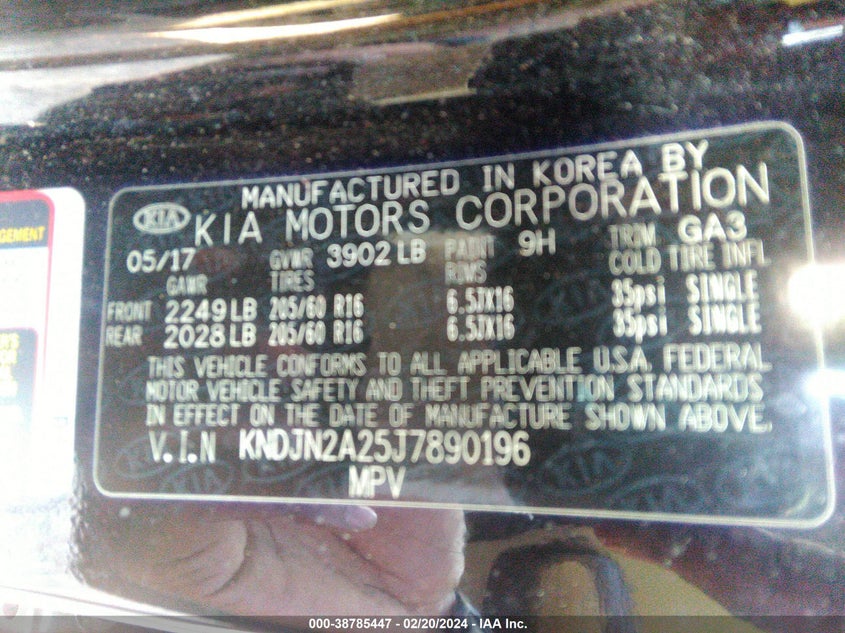 GEMENT
MANUFACTURED IN KOREA BY
KIA KIA MOTORS CORPORATION
05/17 GVWR 3902 LB PAINT 9H TRIM GA3
GAWR TIRES RIMS COLD TIRE INFL
FRONT 2249 LB 205/60 R16 6.5JX16 35psi SINGLE
REAR 2028 LB 205/60 R16 6.5JX16 35psi SINGLE
THIS VEHICLE CONFORMS TO ALL APPLICABLE U.S.A. FEDERAL
MOTOR VEHICLE SAFETY AND THEFT PREVENTION STANDARDS
IN EFFECT ON THE DATE OF MANUFACTURE SHOWN ABOVE.
V.I.N KNDJN2A25J7890196
MPV
000-38785447 - 02/20/2024 - IAA Inc.